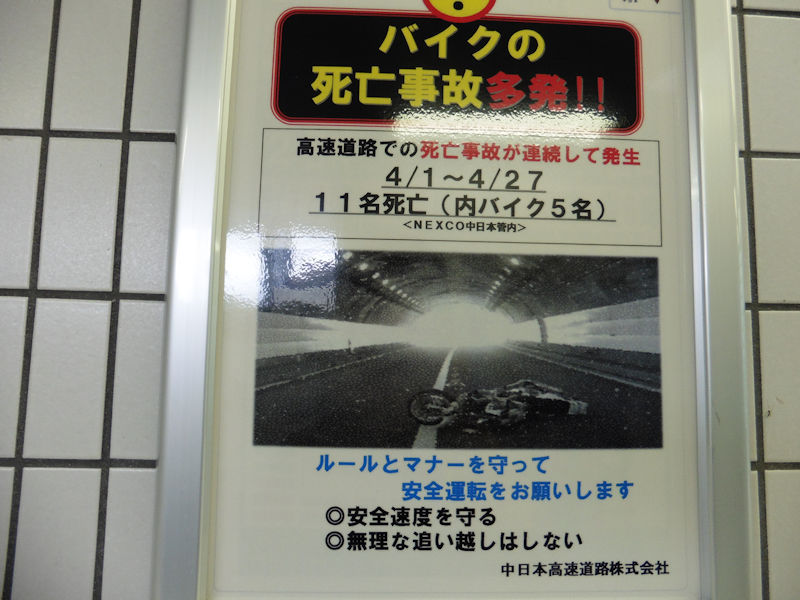 バイクの
死亡事故多発!!
高速道路での死亡事故が連続して発生
4/1～4/27
11名死亡(内バイク5名)
<NEXCO中日本管内>
ルールとマナーを守って
安全運転をお願いします
◎安全速度を守る
◎無理な追い越しはしない
中日本高速道路株式会社